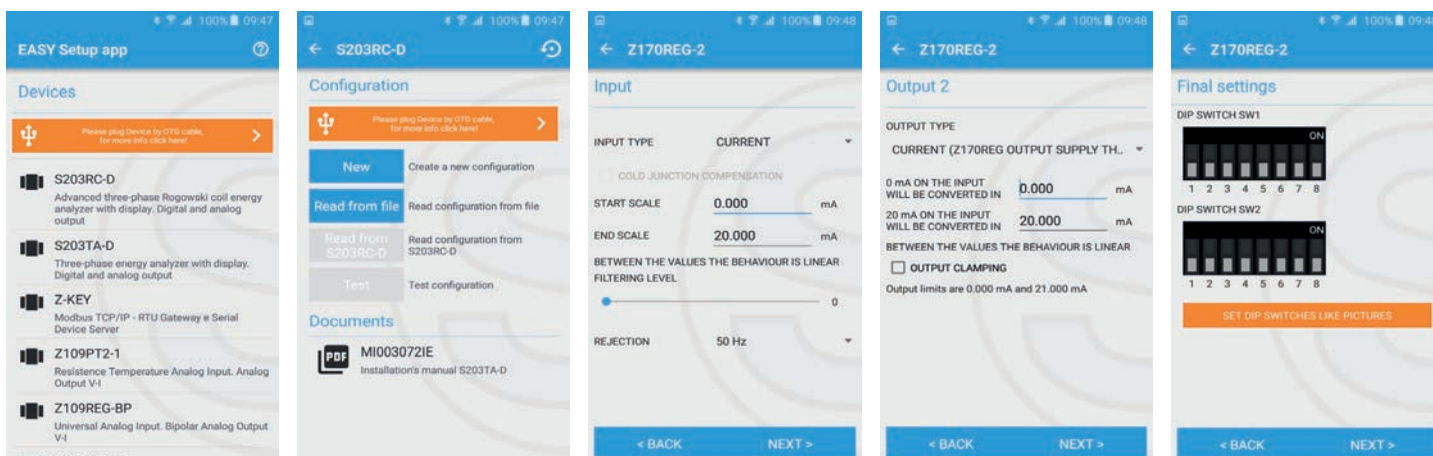 100% 09:47
EASY Setup app
Devices
Please plug Device by OTG cable,
for more info click here!
S203RC-D
Advanced three-phase Rogowski coil energy
analyzer with display. Digital and analog
output
S203TA-D
Three-phase energy analyzer with display.
Digital and analog output
Z-KEY
Modbus TCP/IP - RTU Gateway e Serial
Device Server
Z109PT2-1
Resistence Temperature Analog Input. Analog
Output V-I
Z109REG-BP
Universal Analog Input. Bipolar Analog Output
V-I
100% 09:47
S203RC-D
Configuration
Please plug Device by OTG cable,
for more info click here!
New
Create a new configuration
Read from file
Read configuration from file
Read from
S203RC-D
Read configuration from
S203RC-D
Test
Test configuration
Documents
PDF
MI003072IE
Installation's manual S203TA-D
100% 09:48
Z170REG-2
Input
INPUT TYPE CURRENT
COLD JUNCTION COMPENSATION
START SCALE 0.000 mA
END SCALE 20.000 mA
BETWEEN THE VALUES THE BEHAVIOUR IS LINEAR
FILTERING LEVEL
0
REJECTION 50 Hz
< BACK NEXT >
100% 09:48
Z170REG-2
Output 2
OUTPUT TYPE
CURRENT (Z170REG OUTPUT SUPPLY TH..
0 mA ON THE INPUT
WILL BE CONVERTED IN 0.000 mA
20 mA ON THE INPUT
WILL BE CONVERTED IN 20.000 mA
BETWEEN THE VALUES THE BEHAVIOUR IS LINEAR
OUTPUT CLAMPING
Output limits are 0.000 mA and 21.000 mA
< BACK NEXT >
100% 09:4
Z170REG-2
Final settings
DIP SWITCH SW1
ON
1 2 3 4 5 6 7 8
DIP SWITCH SW2
ON
1 2 3 4 5 6 7 8
SET DIP SWITCHES LIKE PICTURES
< BACK NEXT >